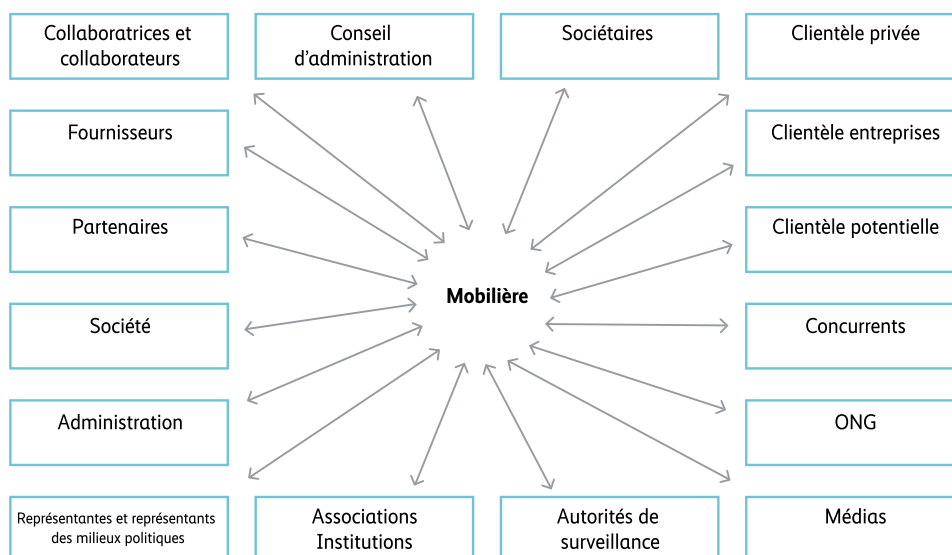 Collaboratrices et
collaborateurs
Conseil
d’administration
Sociétaires
Clientèle privée
Fournisseurs
Clientèle entreprises
Partenaires
Clientèle potentielle
Mobilière
Société
Concurrents
Administration
ONG
Représentantes et représentants
des milieux politiques
Associations
Institutions
Autorités de
surveillance
Médias